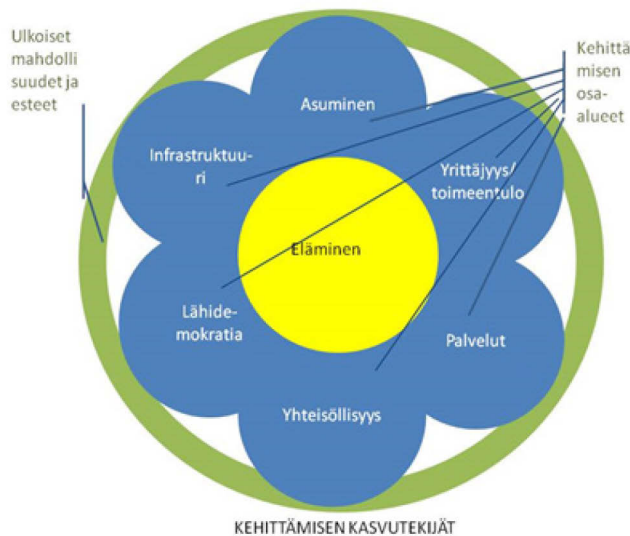 Ulkoiset
mahdolli
suudet ja
esteet
Kehittä
misen
osa-
alueet
Asuminen
Infrastruktuu-
ri
Yrittäjyys/
toimeentulo
Eläminen
Lähide-
mokratia
Palvelut
Yhteisöllisyys
KEHITTÄMISEN KASVUTEKIJÄT